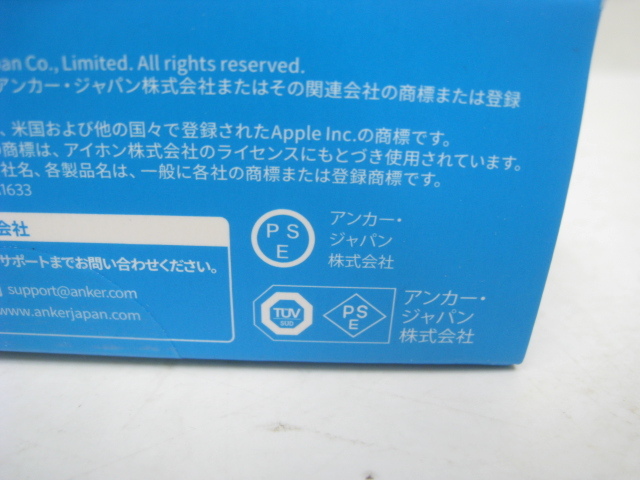 pan Co., Limited. All rights reserved.
アンカー・ジャパン株式会社またはその関連会社の商標または登録
、米国および他の国々で登録されたApple Inc.の商標です。
の商標は、アイホン株式会社のライセンスにもとづき使用されています。
社名、各製品名は、一般に各社の商標または登録商標です。
1633
会社
サポートまでお問い合わせください。
support@anker.com
www.ankerjapan.com
PS
E
アンカー・
ジャパン
株式会社
TÜV
SÜD
PS
E
アンカー・
ジャパン
株式会社